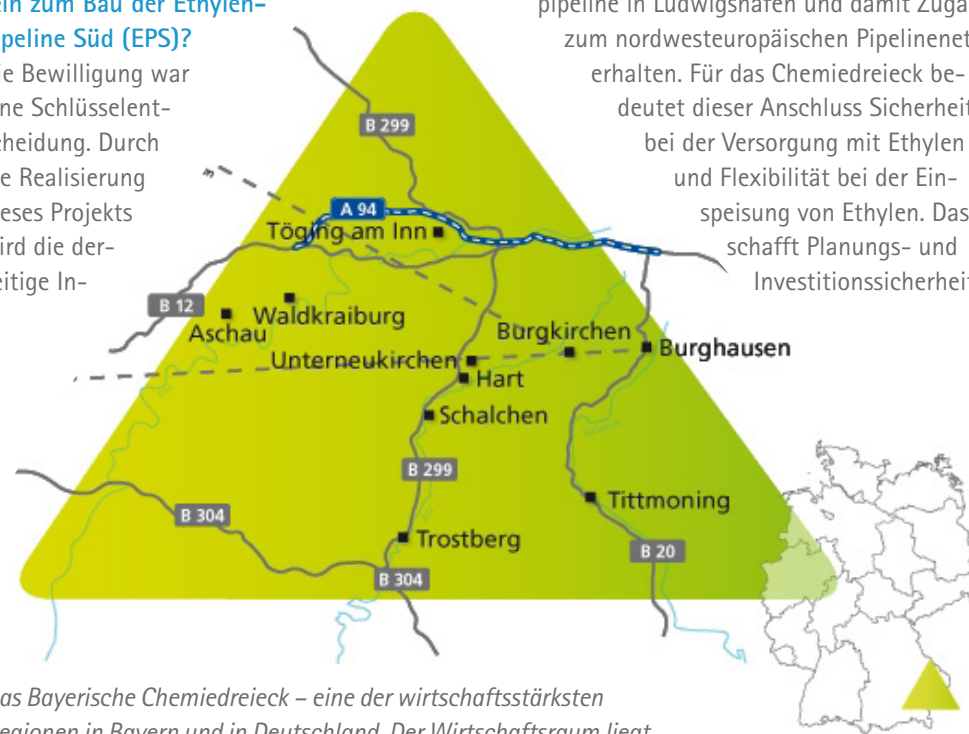 ein zum Bau der Ethylen-
peline Süd (EPS)?
ie Bewilligung war
ne Schlüsselent-
cheidung. Durch
e Realisierung
eses Projekts
ird die der-
eitige In-
pipeline in Ludwigshafen und damit Zuga
zum nordwesteuropäischen Pipelinenet
erhalten. Für das Chemiedreieck be-
deutet dieser Anschluss Sicherheit
bei der Versorgung mit Ethylen
und Flexibilität bei der Ein-
speisung von Ethylen. Das
schafft Planungs- und
Investitionssicherheit
B 299
A 94
Töging am Inn
B 12
Waldkraiburg
Aschau
Burgkirchen
Unterneukirchen
Burghausen
Hart
Schalchen
B 299
Tittmoning
B 304
Trostberg
B 20
B 304
as Bayerische Chemiedreieck – eine der wirtschaftsstärksten
egionen in Bayern und in Deutschland. Der Wirtschaftsraum liegt